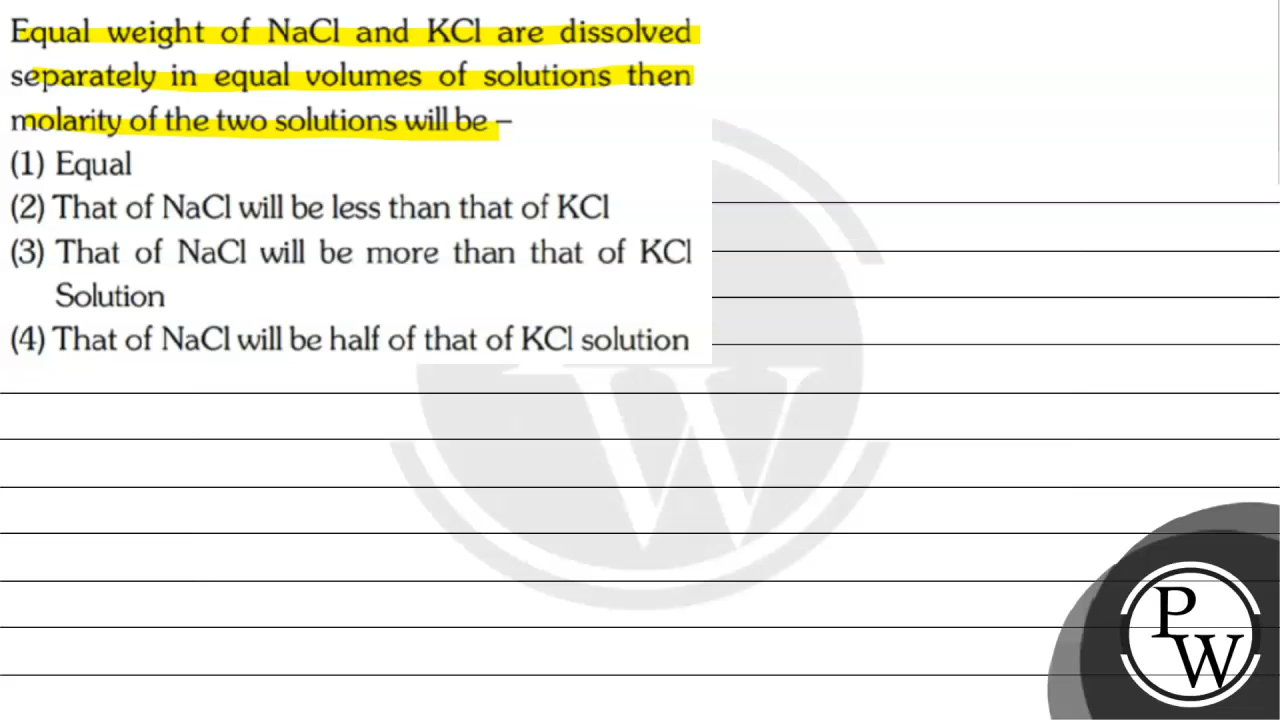 Equal weight of NaCl and KCl are dissolved
separately in equal volumes of solutions then
molarity of the two solutions will be –
(1) Equal
(2) That of NaCl will be less than that of KCl
(3) That of NaCl will be more than that of KCl
Solution
(4) That of NaCl will be half of that of KCl solution
W
P
W